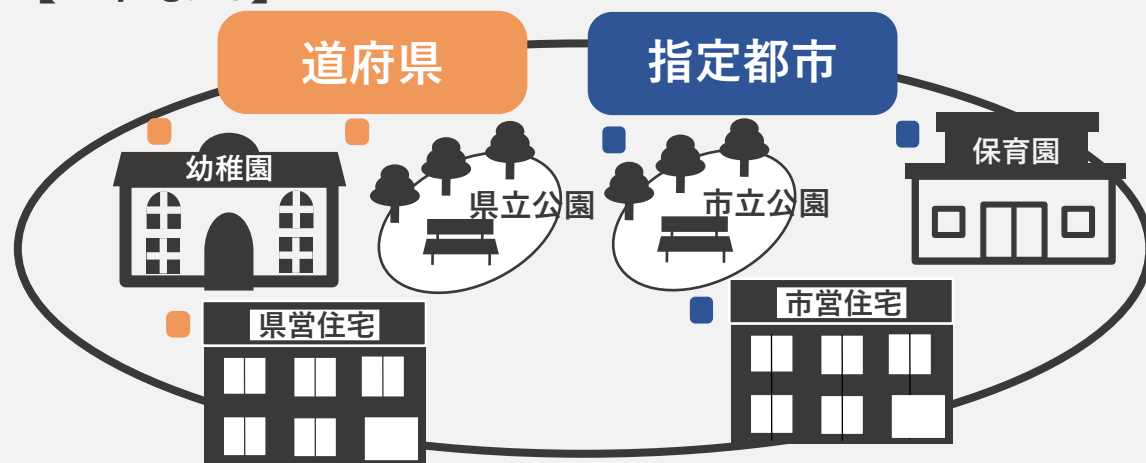 道府県
指定都市
幼稚園
県立公園
市立公園
保育園
県営住宅
市営住宅